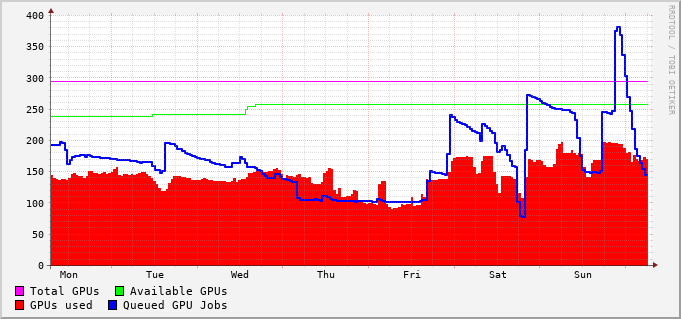 400
350
300
250
200
150
100
50
0
Mon Tue Wed Thu Fri Sat Sun
RRDTOOL / TOBI OETIKER
Total GPUs Available GPUs
GPUs used Queued GPU Jobs